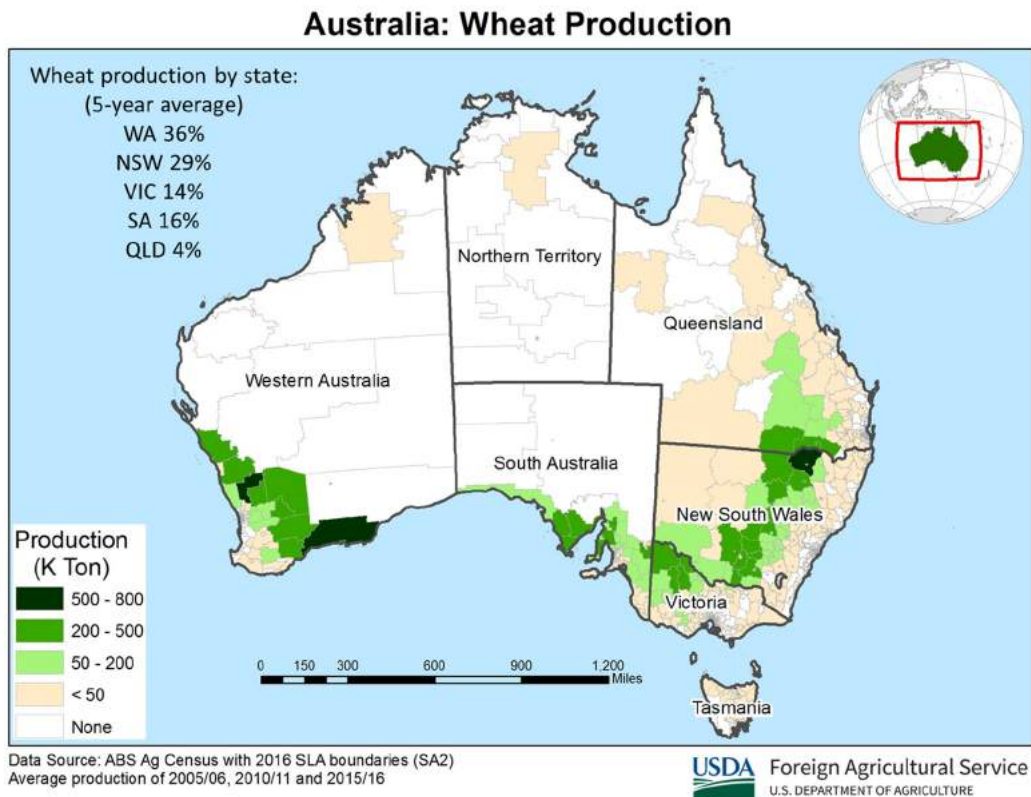 Australia: Wheat Production
Wheat production by state:
(5-year average)
WA 36%
NSW 29%
VIC 14%
SA 16%
QLD 4%
Northern Territory
Queensland
Western Australia
South Australia
New South Wales
Victoria
Tasmania
Production
(K Ton)
500 - 800
200 - 500
50 - 200
< 50
None
0 150 300 600 900 1,200
Miles
Data Source: ABS Ag Census with 2016 SLA boundaries (SA2)
Average production of 2005/06, 2010/11 and 2015/16
USDA
Foreign Agricultural Service
U.S. DEPARTMENT OF AGRICULTURE